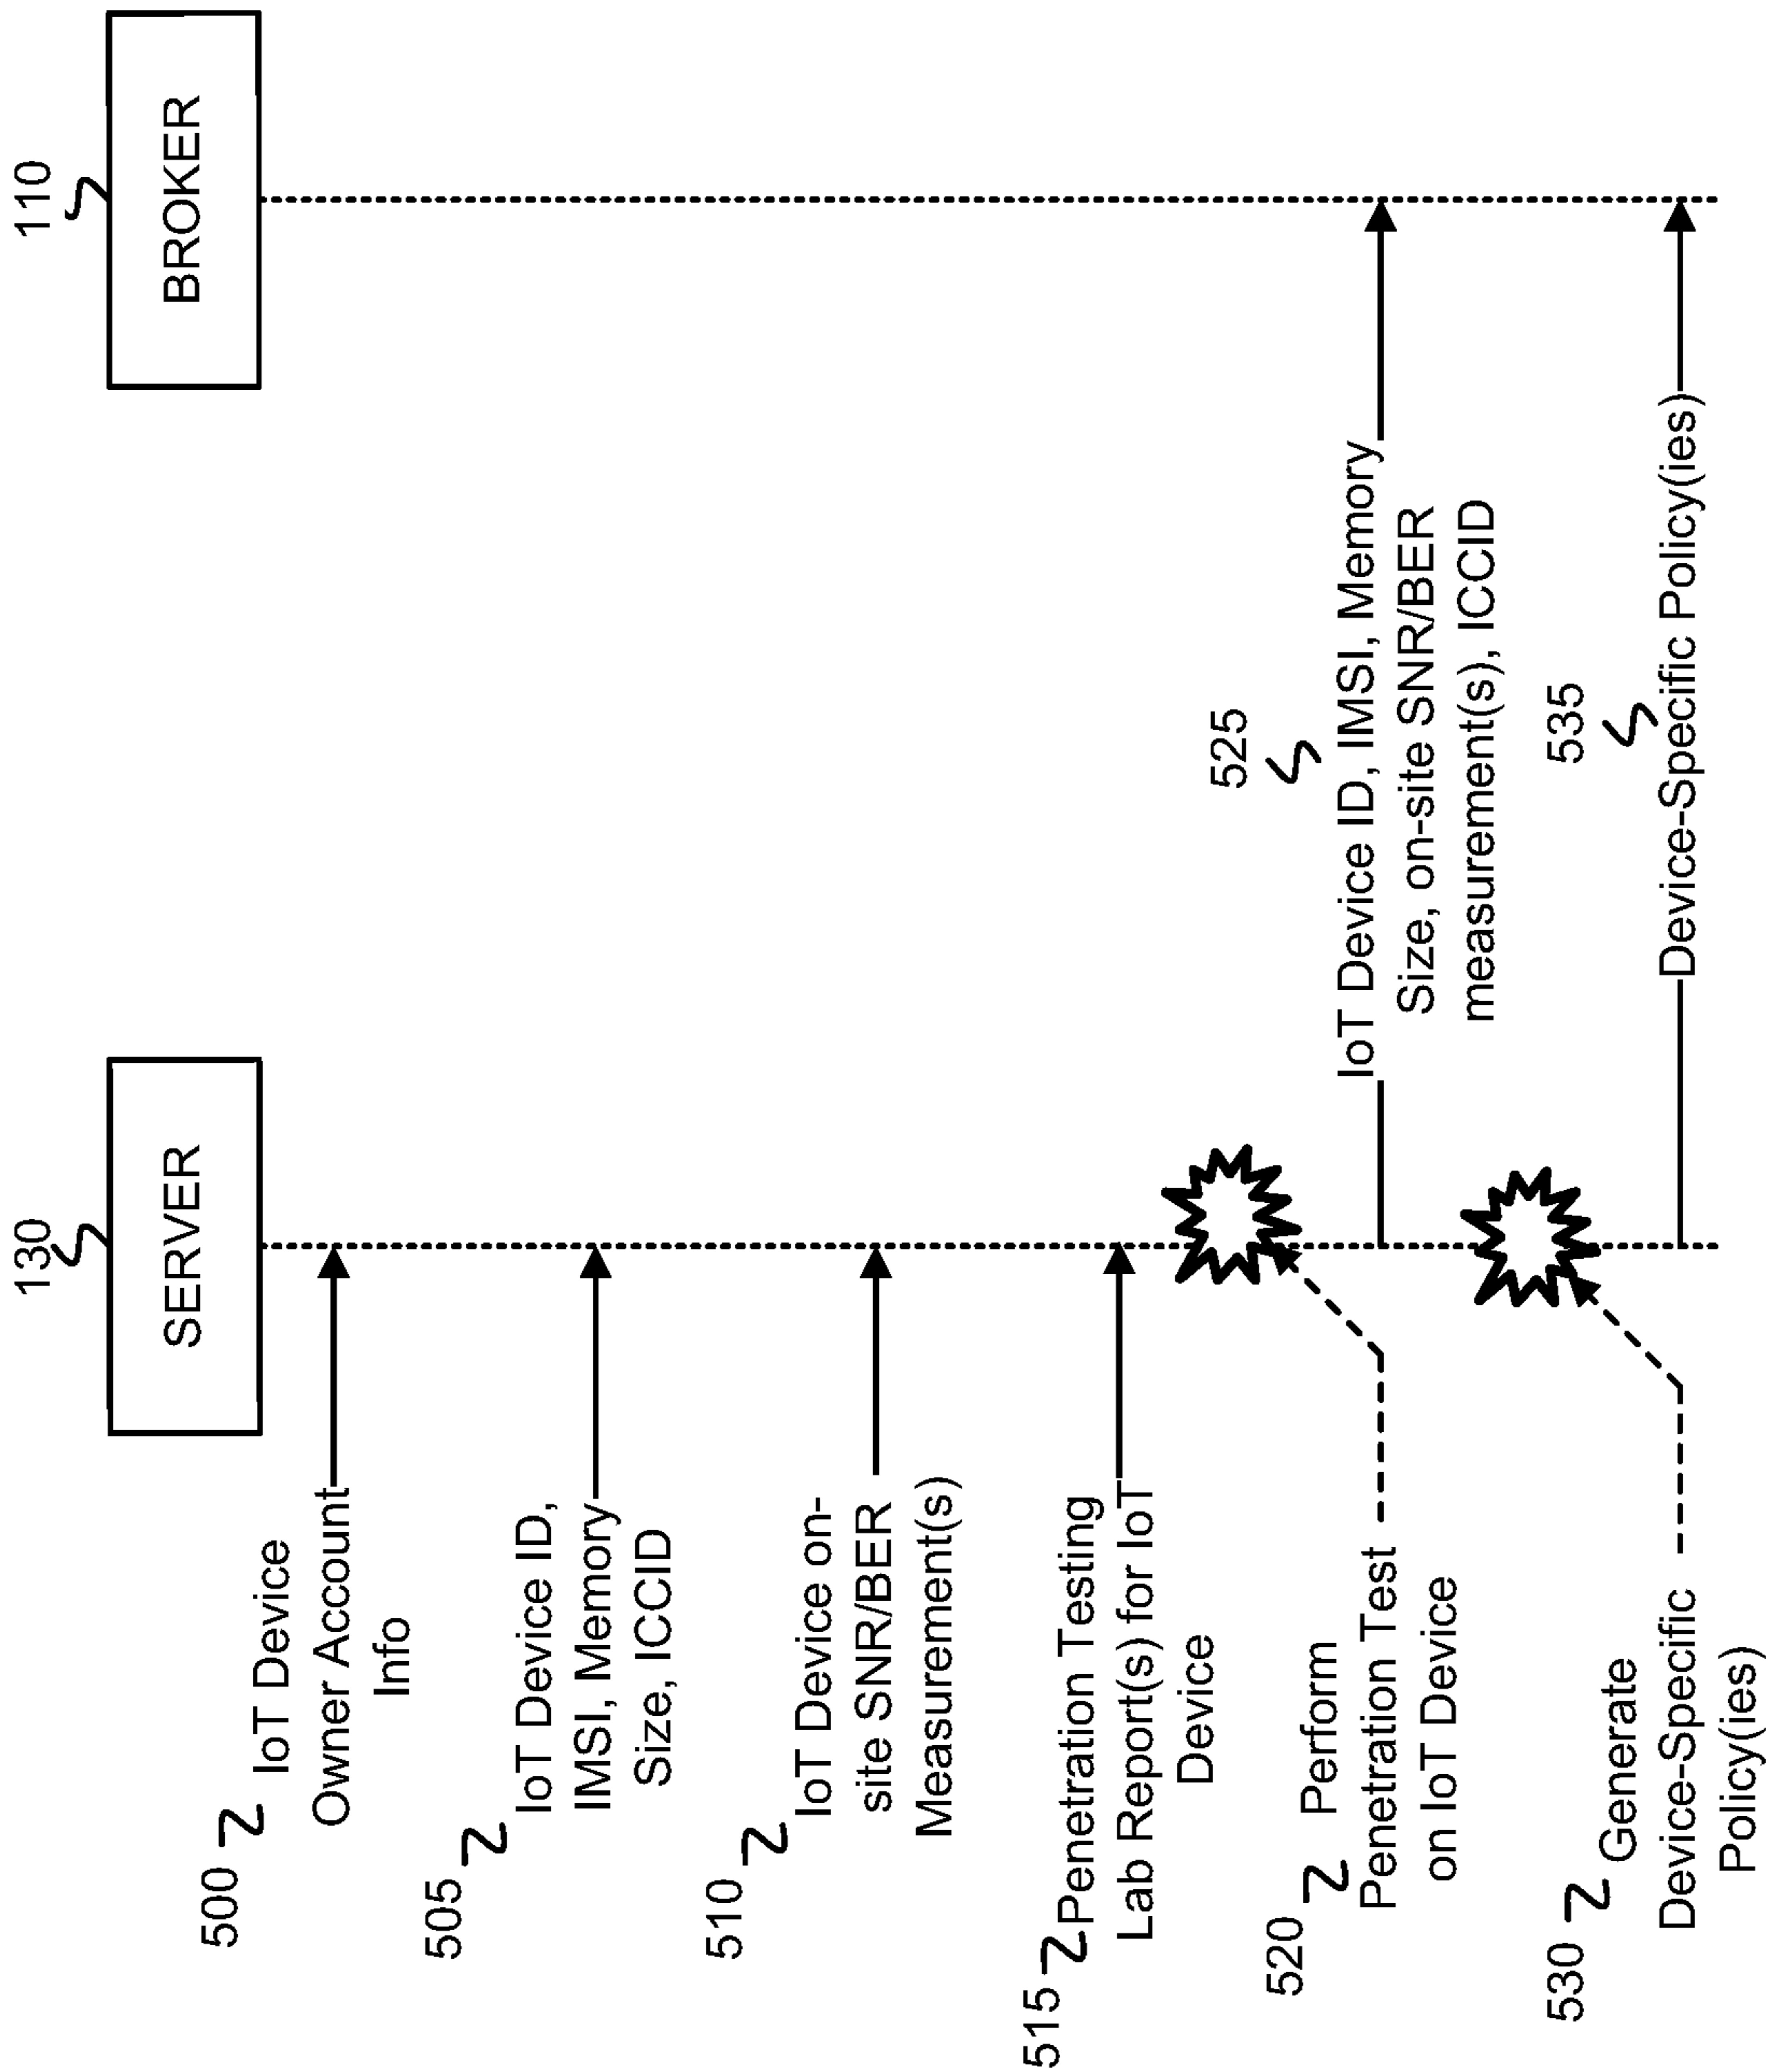 130
110
SERVER
BROKER
500
IoT Device
Owner Account
Info
505
IoT Device ID,
IMSI, Memory
Size, ICCID
510
IoT Device on-
site SNR/BER
Measurement(s)
515
Penetration Testing
Lab Report(s) for IoT
Device
520
Perform
Penetration Test
on IoT Device
525
IoT Device ID, IMSI, Memory
Size, on-site SNR/BER
measurement(s), ICCID
530
Generate
Device-Specific
Policy(ies)
535
Device-Specific Policy(ies)